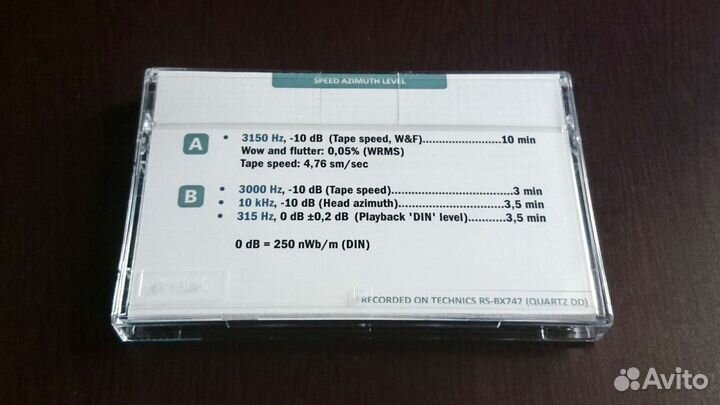 SPEED AZIMUTH LEVEL
A • 3150 Hz, -10 dB (Tape speed, W&F)........................10 min
Wow and flutter: 0,05% (WRMS)
Tape speed: 4,76 sm/sec
B • 3000 Hz, -10 dB (Tape speed)......................................3 min
• 10 kHz, -10 dB (Head azimuth)................................3,5 min
• 315 Hz, 0 dB ±0,2 dB (Playback 'DIN' level)...........3,5 min
0 dB = 250 nWb/m (DIN)
RECORDED ON TECHNICS RS-BX747 (QUARTZ DD)
Avito